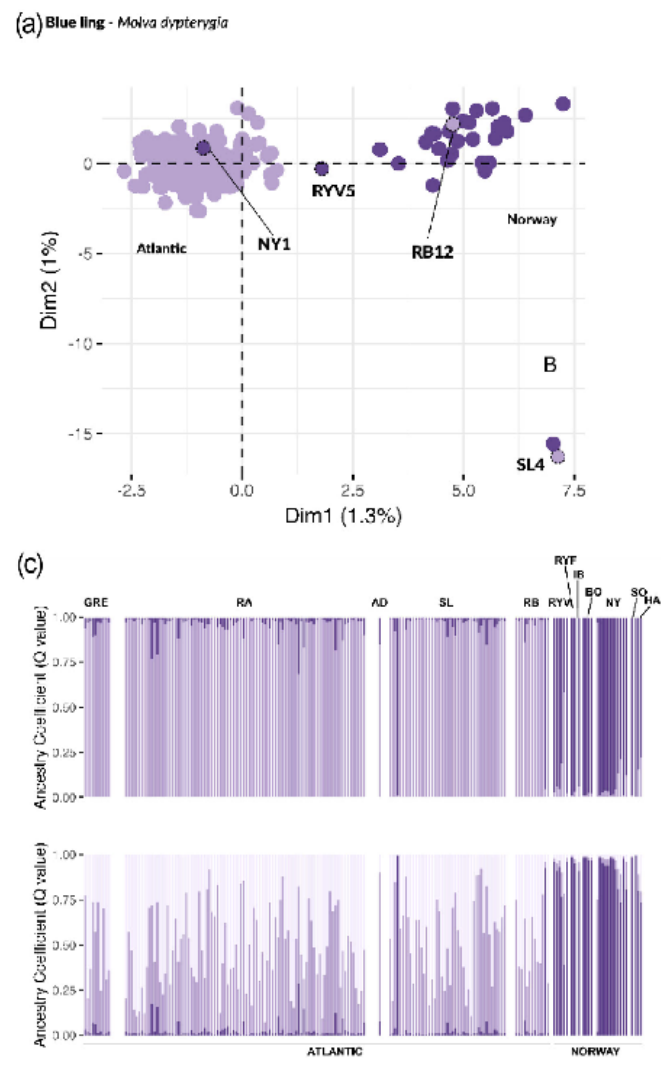 (a) Blue ling - Molva dypterygia
0
-5
-10
-15
Dim2 (1%)
Atlantic
NY1
RYV5
RB12
Norway
B
SL4
-2.5 0.0 2.5 5.0 7.5
Dim1 (1.3%)
(c)
RYF
IB
GRE RA AD SL RB RYV BO NY SO HA
Ancestry Coefficient (Q value)
1.00
0.75
0.50
0.25
0.00
Ancestry Coefficient (Q value)
1.00
0.75
0.50
0.25
0.00
ATLANTIC NORWAY